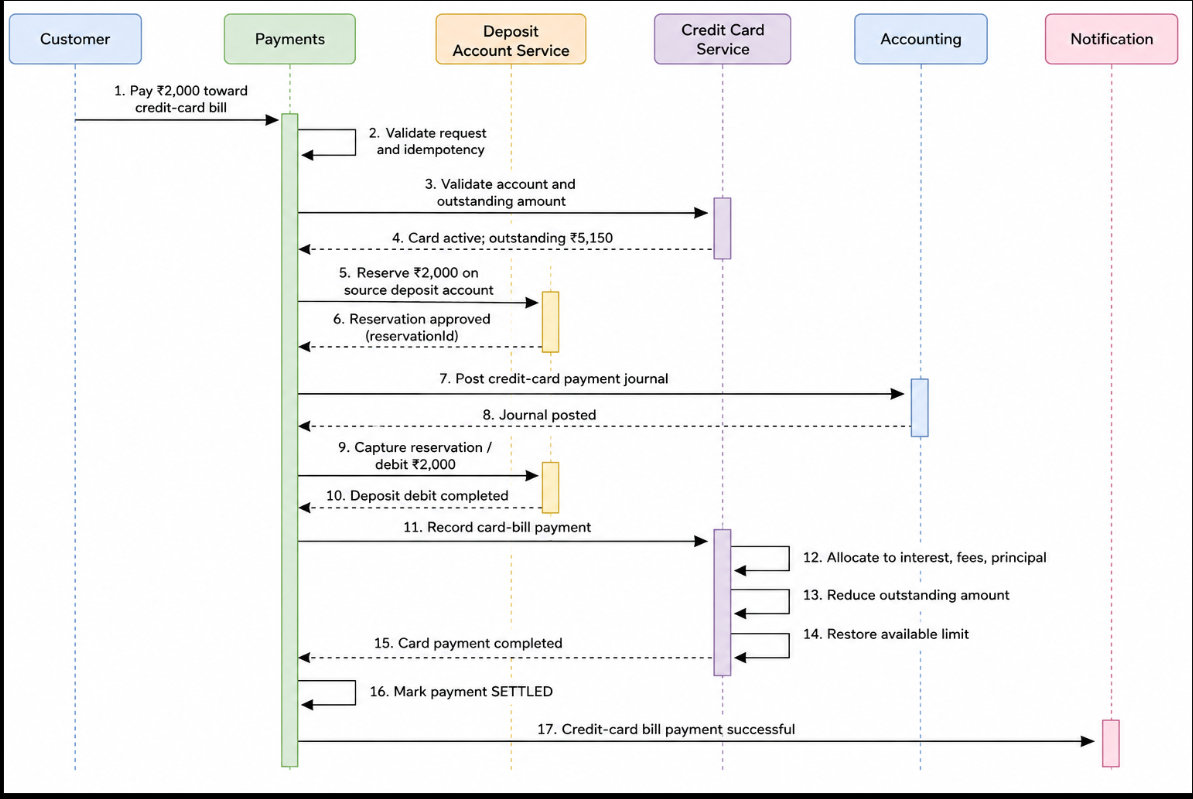 Customer
Payments
Deposit
Account Service
Credit Card
Service
Accounting
Notification
1. Pay ₹2,000 toward
credit-card bill
2. Validate request
and idempotency
3. Validate account and
outstanding amount
4. Card active; outstanding ₹5,150
5. Reserve ₹2,000 on
source deposit account
6. Reservation approved
(reservationId)
7. Post credit-card payment journal
8. Journal posted
9. Capture reservation /
debit ₹2,000
10. Deposit debit completed
11. Record card-bill payment
12. Allocate to interest, fees, principal
13. Reduce outstanding amount
14. Restore available limit
15. Card payment completed
16. Mark payment SETTLED
17. Credit-card bill payment successful